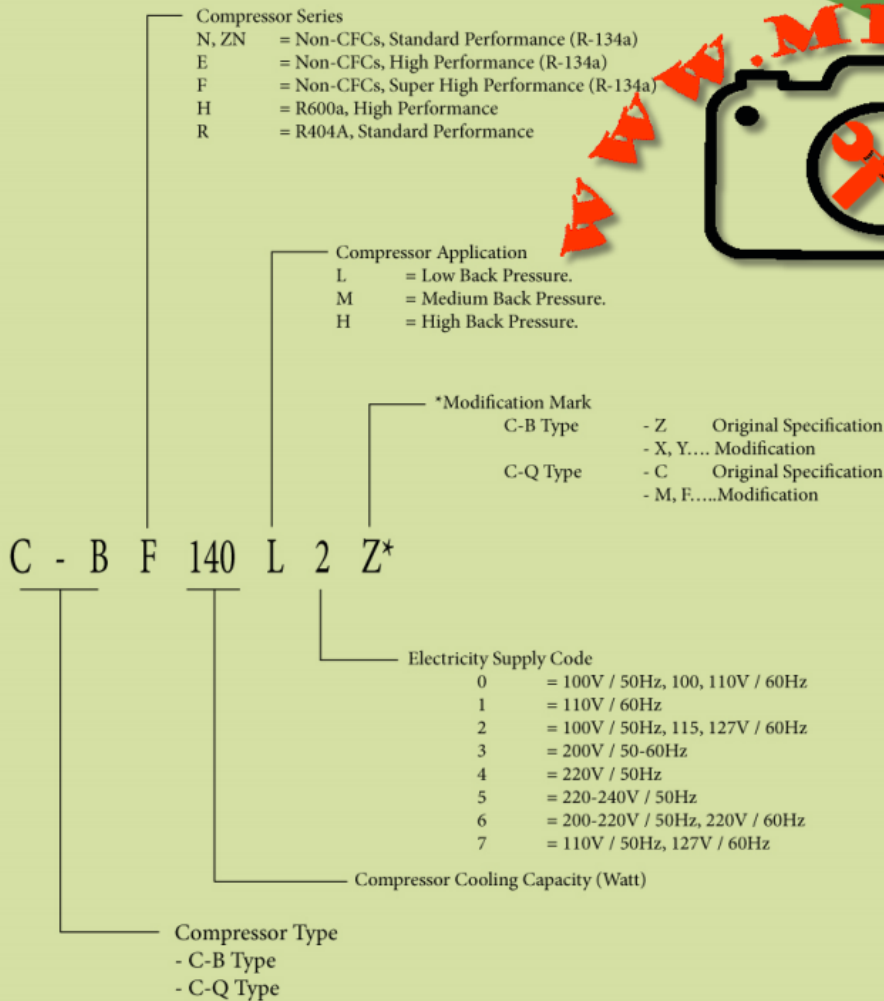 Compressor Series
N, ZN = Non-CFCs, Standard Performance (R-134a)
E = Non-CFCs, High Performance (R-134a)
F = Non-CFCs, Super High Performance (R-134a)
H = R600a, High Performance
R = R404A, Standard Performance
WWW.M
Compressor Application
L = Low Back Pressure.
M = Medium Back Pressure.
H = High Back Pressure.
*Modification Mark
C-B Type - Z Original Specification
- X, Y.... Modification
C-Q Type - C Original Specification
- M, F.....Modification
C - B F 140 L 2 Z*
Electricity Supply Code
0 = 100V / 50Hz, 100, 110V / 60Hz
1 = 110V / 60Hz
2 = 100V / 50Hz, 115, 127V / 60Hz
3 = 200V / 50-60Hz
4 = 220V / 50Hz
5 = 220-240V / 50Hz
6 = 200-220V / 50Hz, 220V / 60Hz
7 = 110V / 50Hz, 127V / 60Hz
Compressor Cooling Capacity (Watt)
Compressor Type
- C-B Type
- C-Q Type